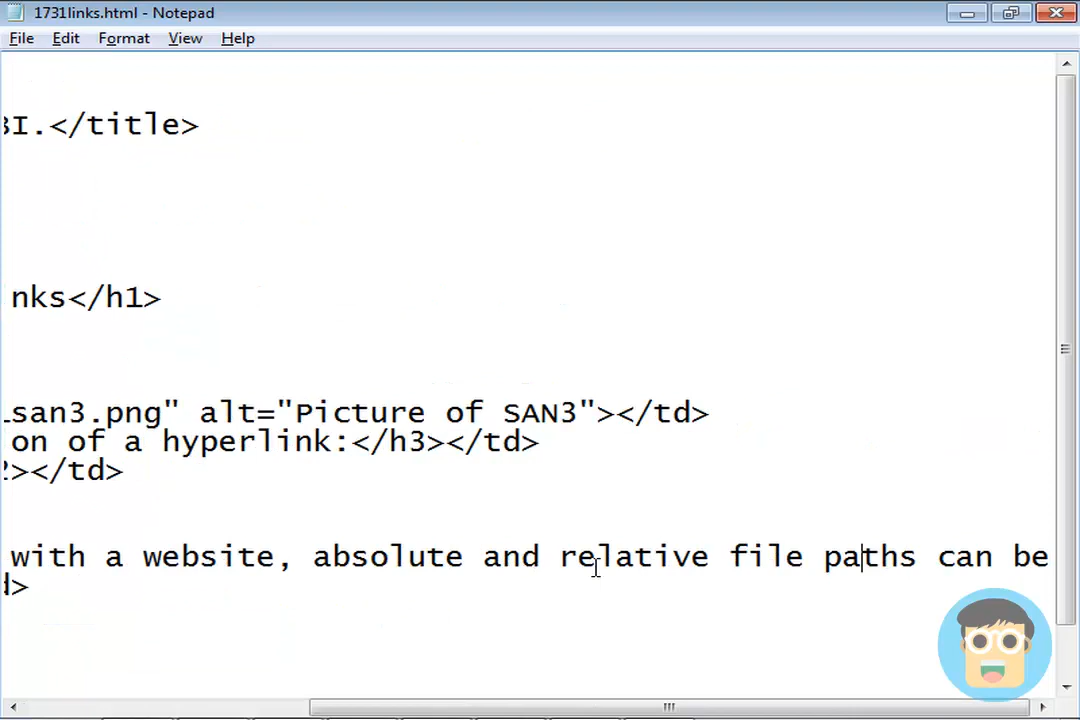 1731links.html - Notepad
File Edit Format View Help
BI.</title>
nks</h1>
san3.png" alt="Picture of SAN3"></td>
on of a hyperlink:</h3></td>
></td>
with a website, absolute and relative file paths can be
d>